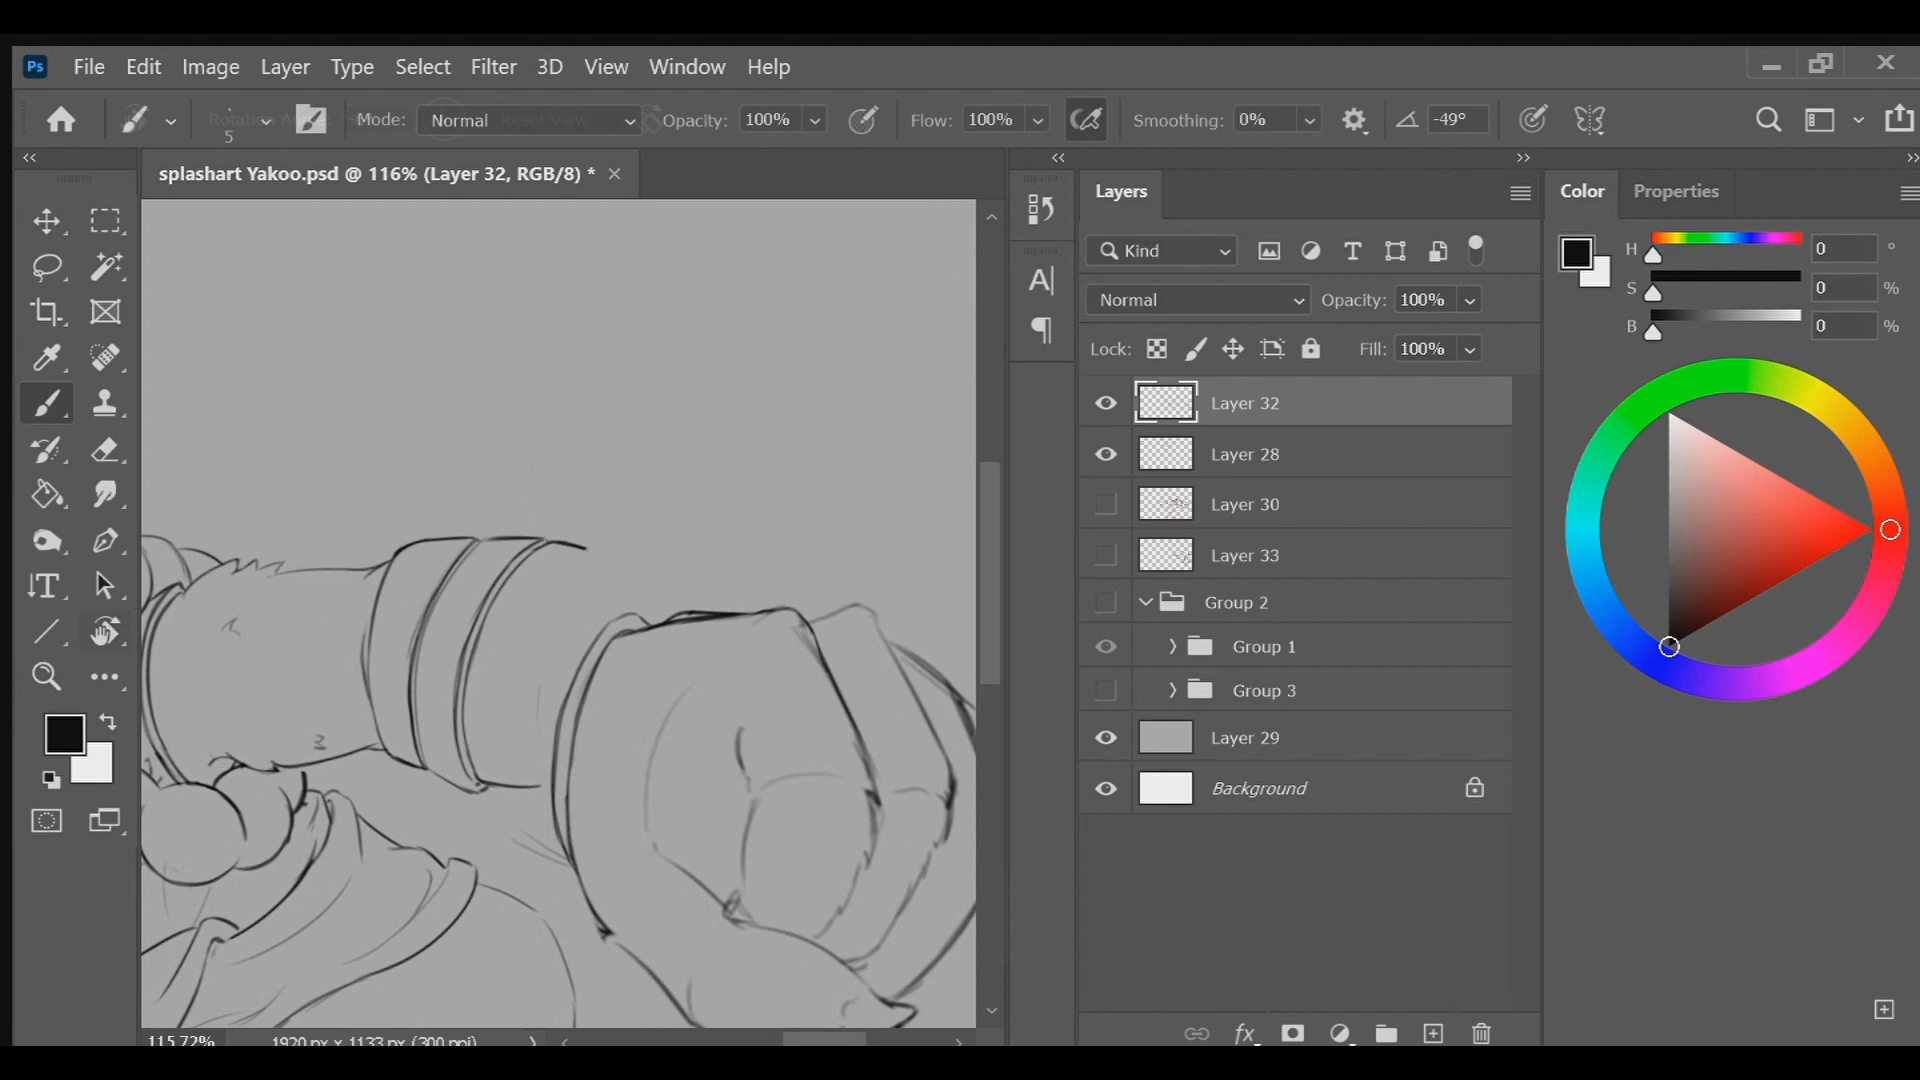 Ps File Edit Image Layer Type Select Filter 3D View Window Help
5 Mode: Normal Reset View Opacity: 100% Flow: 100% Smoothing: 0% -49°
splashart Yakoo.psd @ 116% (Layer 32, RGB/8) *
Layers
Color Properties
Kind
H 0 °
S 0 %
B 0 %
Normal Opacity: 100%
Lock: Fill: 100%
Layer 32
Layer 28
Layer 30
Layer 33
Group 2
Group 1
Group 3
Layer 29
Background
115.72% 1920 px x 1133 px (300 ppi)